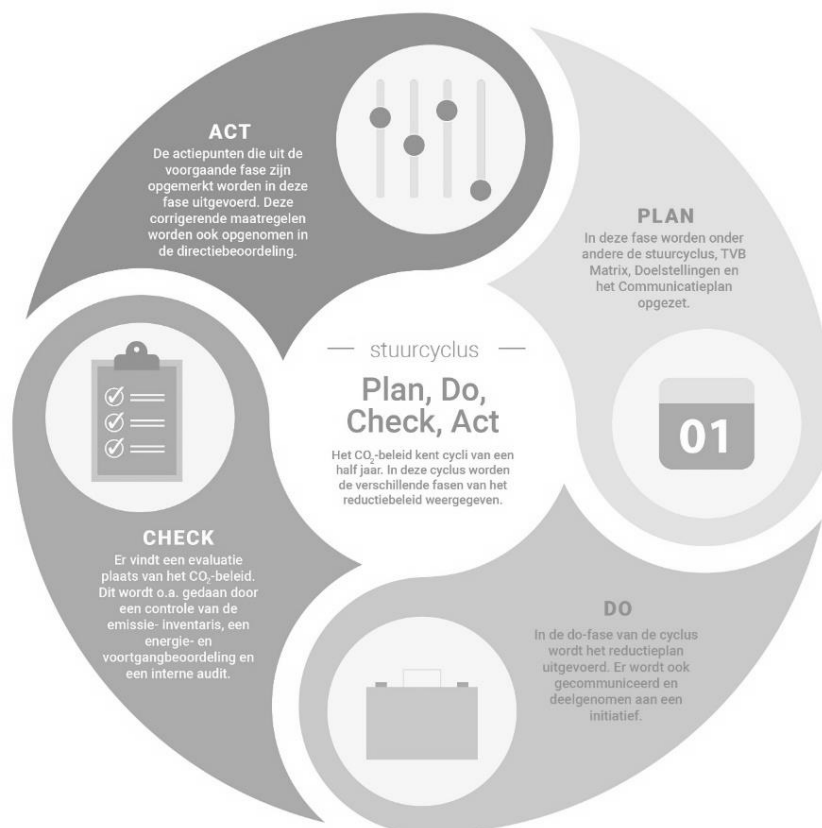 ACT
De actiepunten die uit de
voorgaande fase zijn
opgemerkt worden in deze
fase uitgevoerd. Deze
corrigerende maatregelen
worden ook opgenomen in
de directiebeoordeling.
PLAN
In deze fase worden onder
andere de stuurcyclus, TVB
Matrix, Doelstellingen en
het Communicatieplan
opgezet.
01
stuurcyclus
Plan, Do,
Check, Act
Het CO₂-beleid kent cycli van een
half jaar. In deze cyclus worden
de verschillende fasen van het
reductiebeleid weergegeven.
CHECK
Er vindt een evaluatie
plaats van het CO₂-beleid.
Dit wordt o.a. gedaan door
een controle van de
emissie- inventaris, een
energie- en
voortgangbeoordeling en
een interne audit.
DO
In de do-fase van de cyclus
wordt het reductieplan
uitgevoerd. Er wordt ook
gecommuniceerd en
deelgenomen aan een
initiatief.